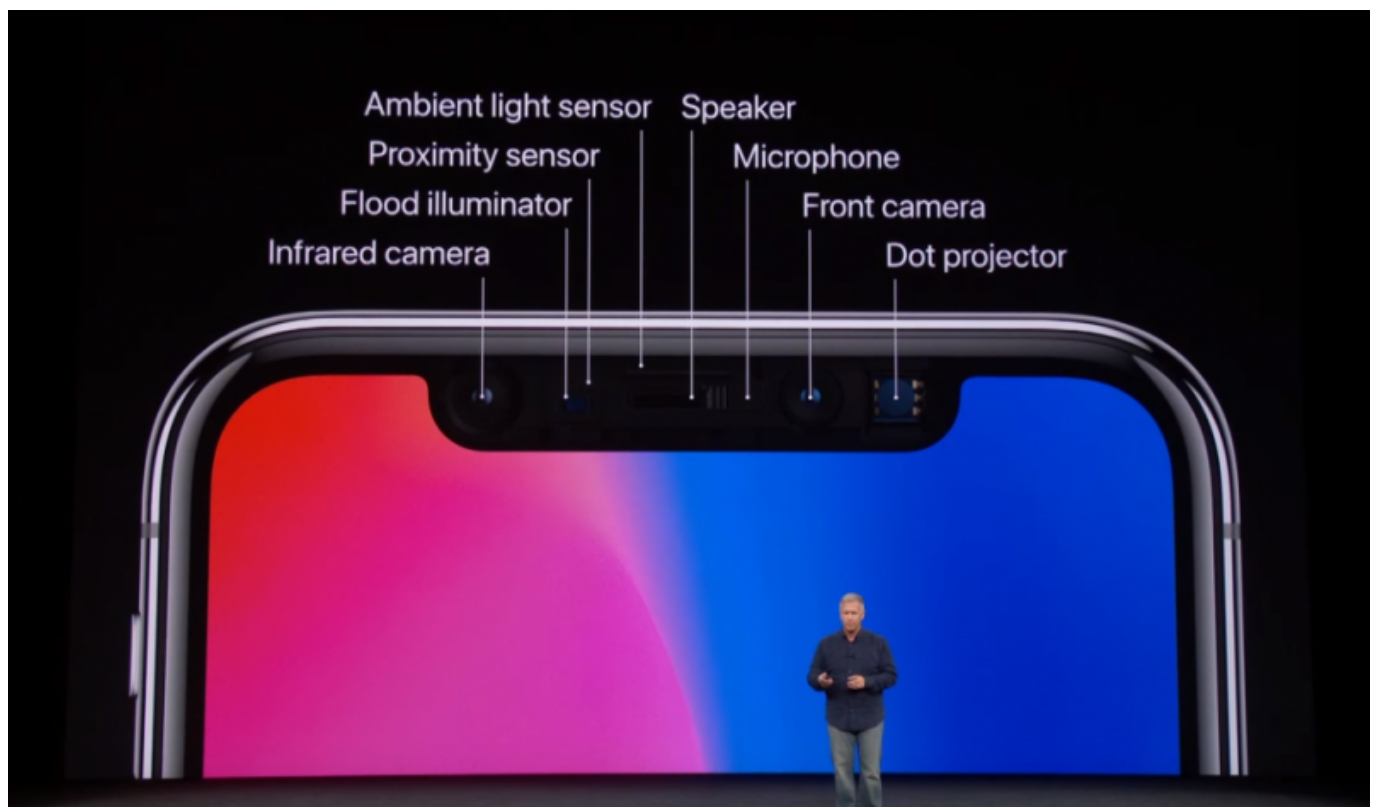 Ambient light sensor
Speaker
Proximity sensor
Microphone
Flood illuminator
Front camera
Infrared camera
Dot projector